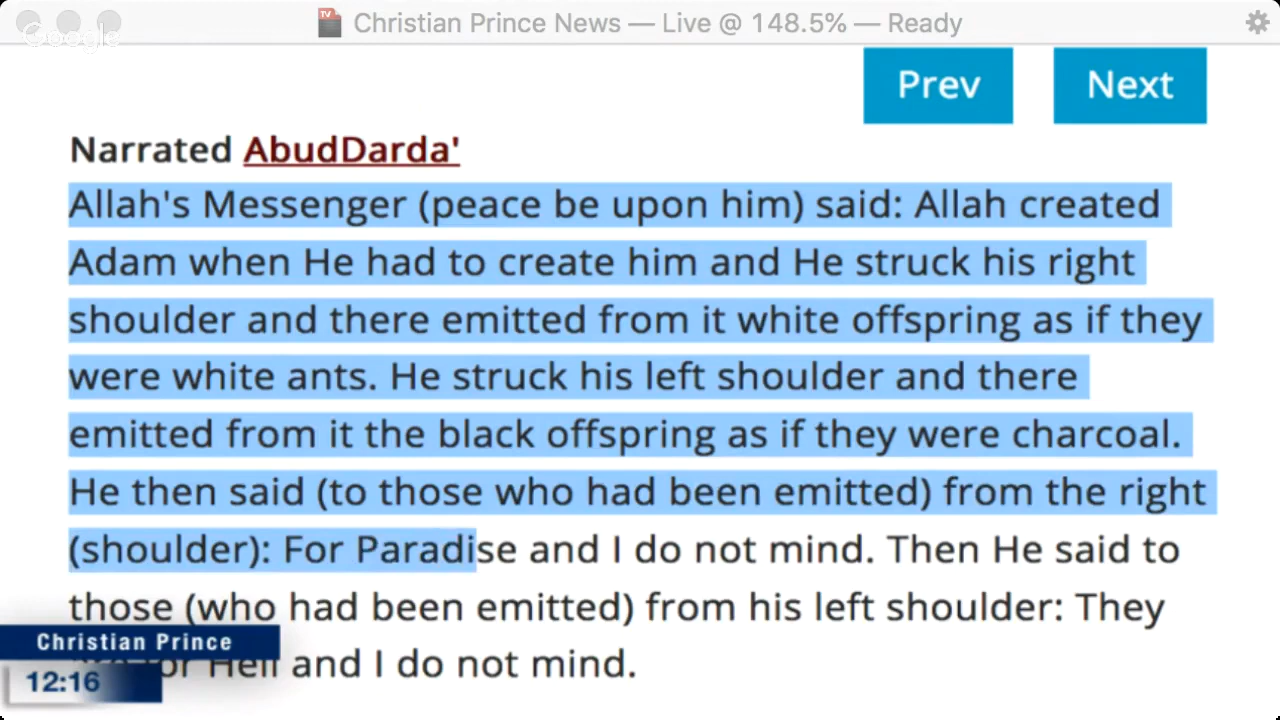 Christian Prince News — Live @ 148.5% — Ready
Google
Prev Next
Narrated AbudDarda'
Allah's Messenger (peace be upon him) said: Allah created
Adam when He had to create him and He struck his right
shoulder and there emitted from it white offspring as if they
were white ants. He struck his left shoulder and there
emitted from it the black offspring as if they were charcoal.
He then said (to those who had been emitted) from the right
(shoulder): For Paradise and I do not mind. Then He said to
those (who had been emitted) from his left shoulder: They
for Hell and I do not mind.
Christian Prince
12:16
TV